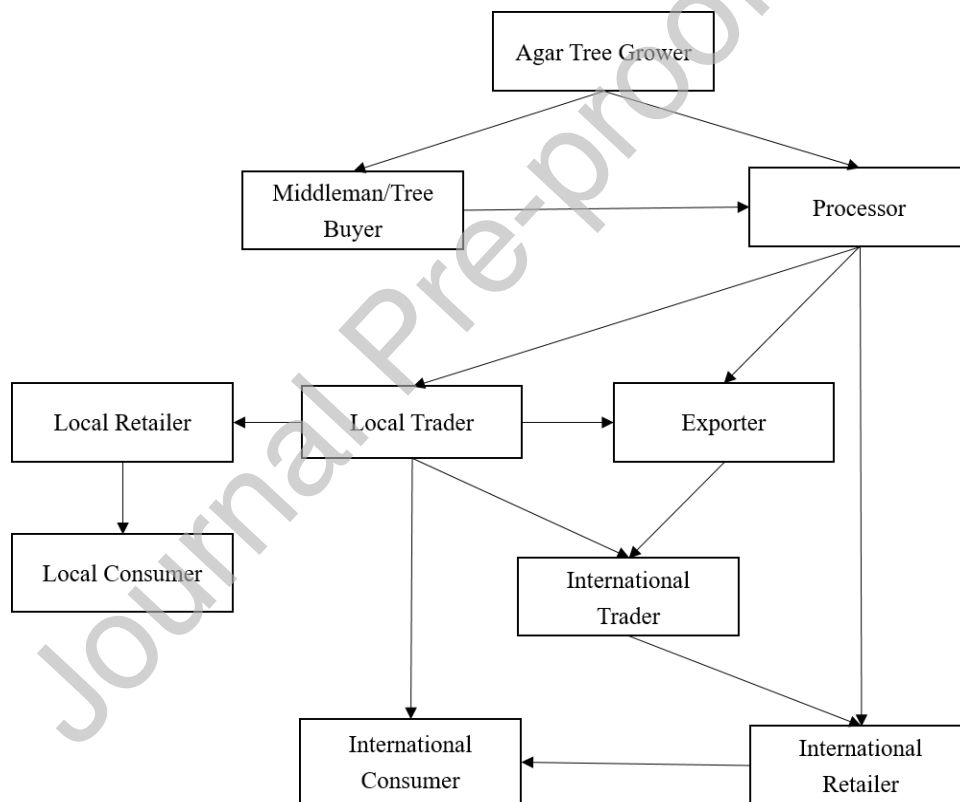 Agar Tree Grower
Middleman/Tree
Buyer
Processor
Local Retailer
Local Trader
Exporter
Local Consumer
International
Trader
International
Consumer
International
Retailer
Journal Pre-proof